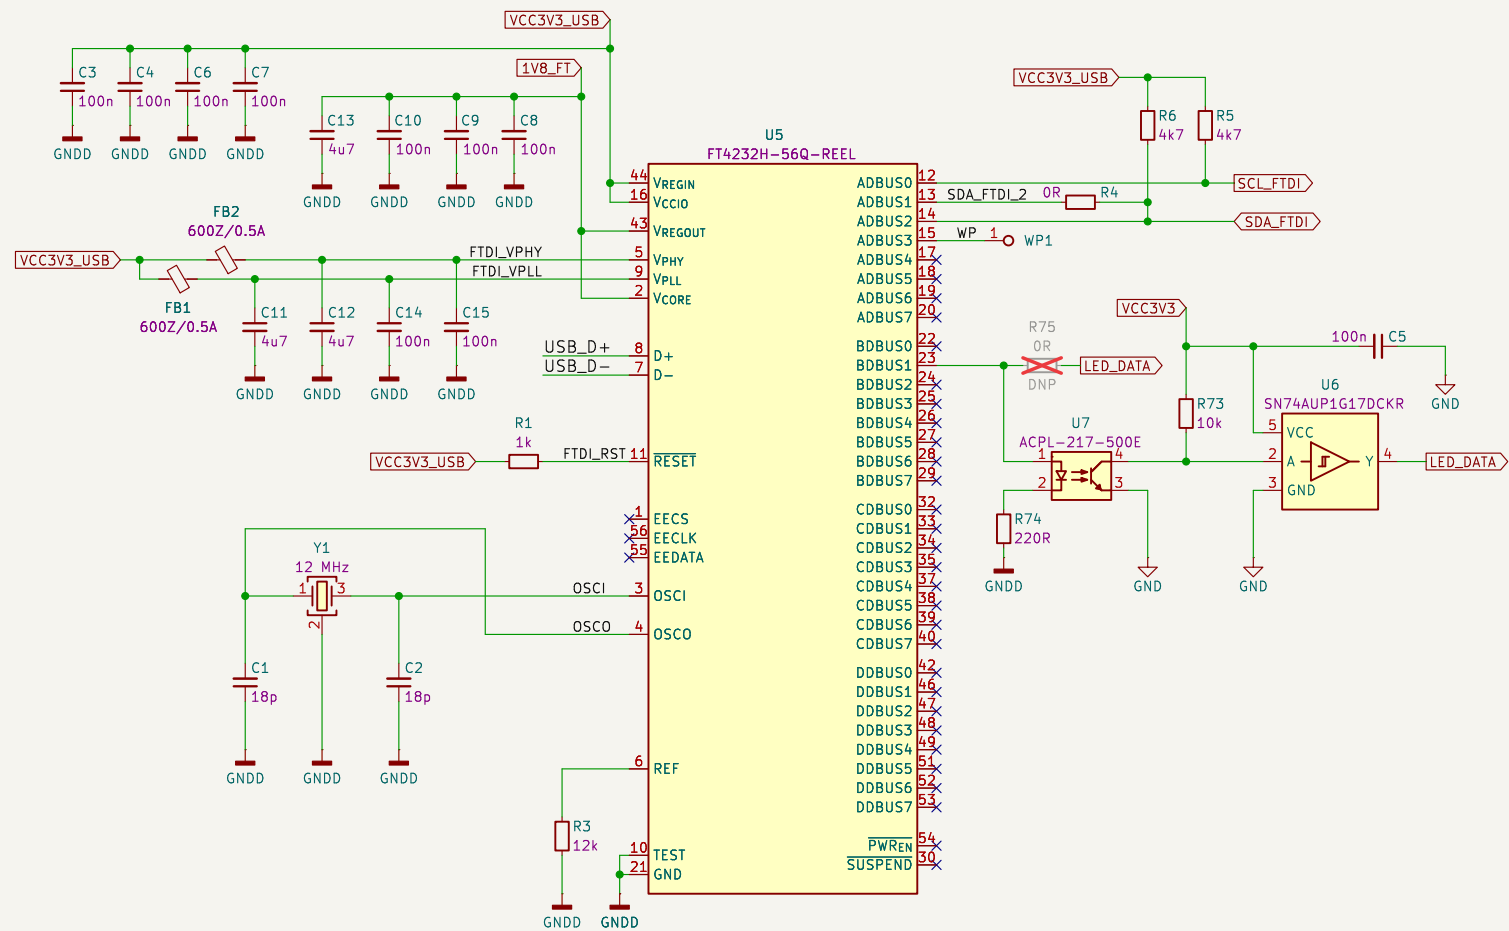 VCC3V3_USB
C3
100n
GNDD
C4
100n
GNDD
C6
100n
GNDD
C7
100n
GNDD
1V8_FT
C13
4u7
GNDD
C10
100n
GNDD
C9
100n
GNDD
C8
100n
GNDD
FB2
600Z/0.5A
VCC3V3_USB
FB1
600Z/0.5A
FTDI_VPHY
FTDI_VPLL
C11
4u7
GNDD
C12
4u7
GNDD
C14
100n
GNDD
C15
100n
GNDD
USB_D+
USB_D-
R1
1k
VCC3V3_USB
FTDI_RST
Y1
12 MHz
1
3
2
OSCI
OSCO
C1
18p
GNDD
GNDD
C2
18p
GNDD
R3
12k
GNDD
GNDD
U5
FT4232H-56Q-REEL
44 VREGIN
16 VCCIO
43 VREGOUT
5 VPHY
9 VPLL
2 VCORE
8 D+
7 D-
11 RESET
1 EECS
56 EECLK
55 EEDATA
3 OSCI
4 OSCO
6 REF
10 TEST
21 GND
ADBUS0 12
ADBUS1 13
ADBUS2 14
ADBUS3 15
ADBUS4 17
ADBUS5 18
ADBUS6 19
ADBUS7 20
BDBUS0 22
BDBUS1 23
BDBUS2 24
BDBUS3 25
BDBUS4 26
BDBUS5 27
BDBUS6 28
BDBUS7 29
CDBUS0 32
CDBUS1 33
CDBUS2 34
CDBUS3 35
CDBUS4 37
CDBUS5 38
CDBUS6 39
CDBUS7 40
DDBUS0 42
DDBUS1 46
DDBUS2 47
DDBUS3 48
DDBUS4 49
DDBUS5 51
DDBUS6 52
DDBUS7 53
PWREN 54
SUSPEND 30
VCC3V3_USB
R6
4k7
R5
4k7
SCL_FTDI
SDA_FTDI_2
0R
R4
SDA_FTDI
WP
1
WP1
R75
0R
DNP
LED_DATA
VCC3V3
100n
C5
GND
R73
10k
U7
ACPL-217-500E
1
4
2
3
R74
220R
GNDD
GND
U6
SN74AUP1G17DCKR
5 VCC
2 A
Y 4
3 GND
LED_DATA
GND